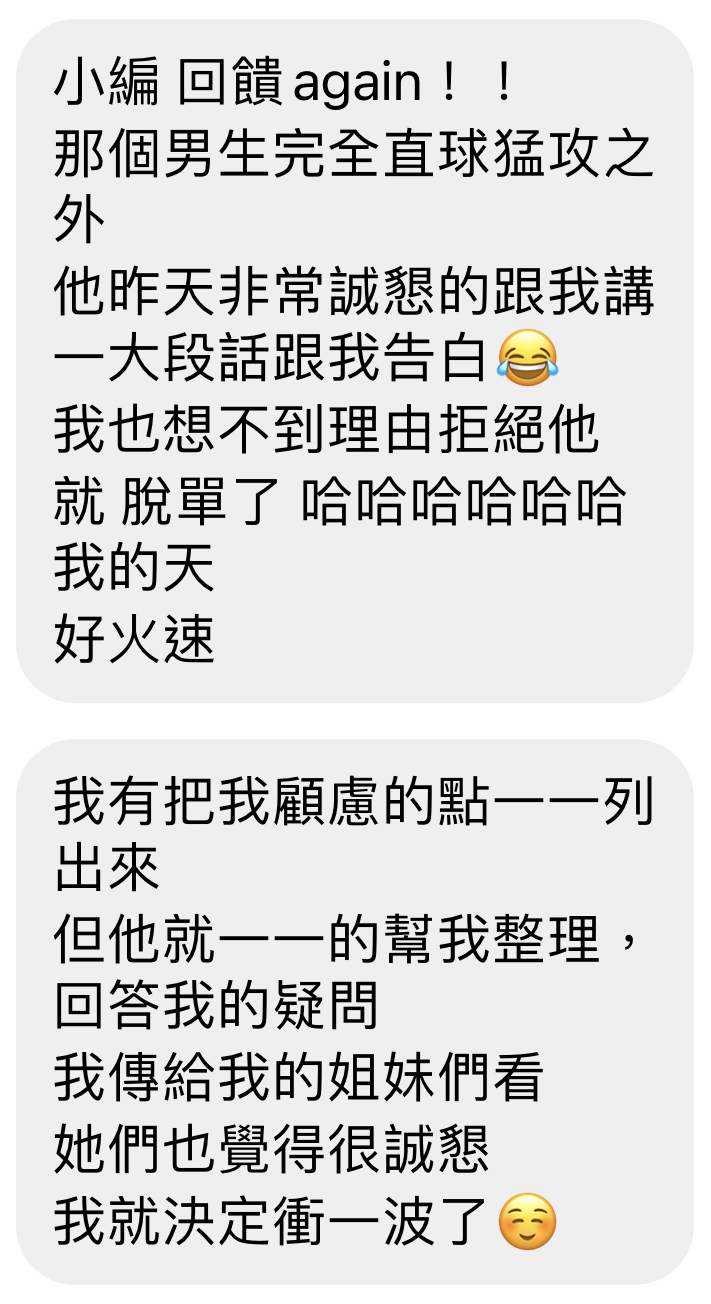 小編 回饋again！！
那個男生完全直球猛攻之
外
他昨天非常誠懇的跟我講
一大段話跟我告白😂
我也想不到理由拒絕他
就 脫單了 哈哈哈哈哈哈
我的天
好火速
我有把我顧慮的點一一列
出來
但他就一一的幫我整理，
回答我的疑問
我傳給我的姐妹們看
她們也覺得很誠懇
我就決定衝一波了☺️